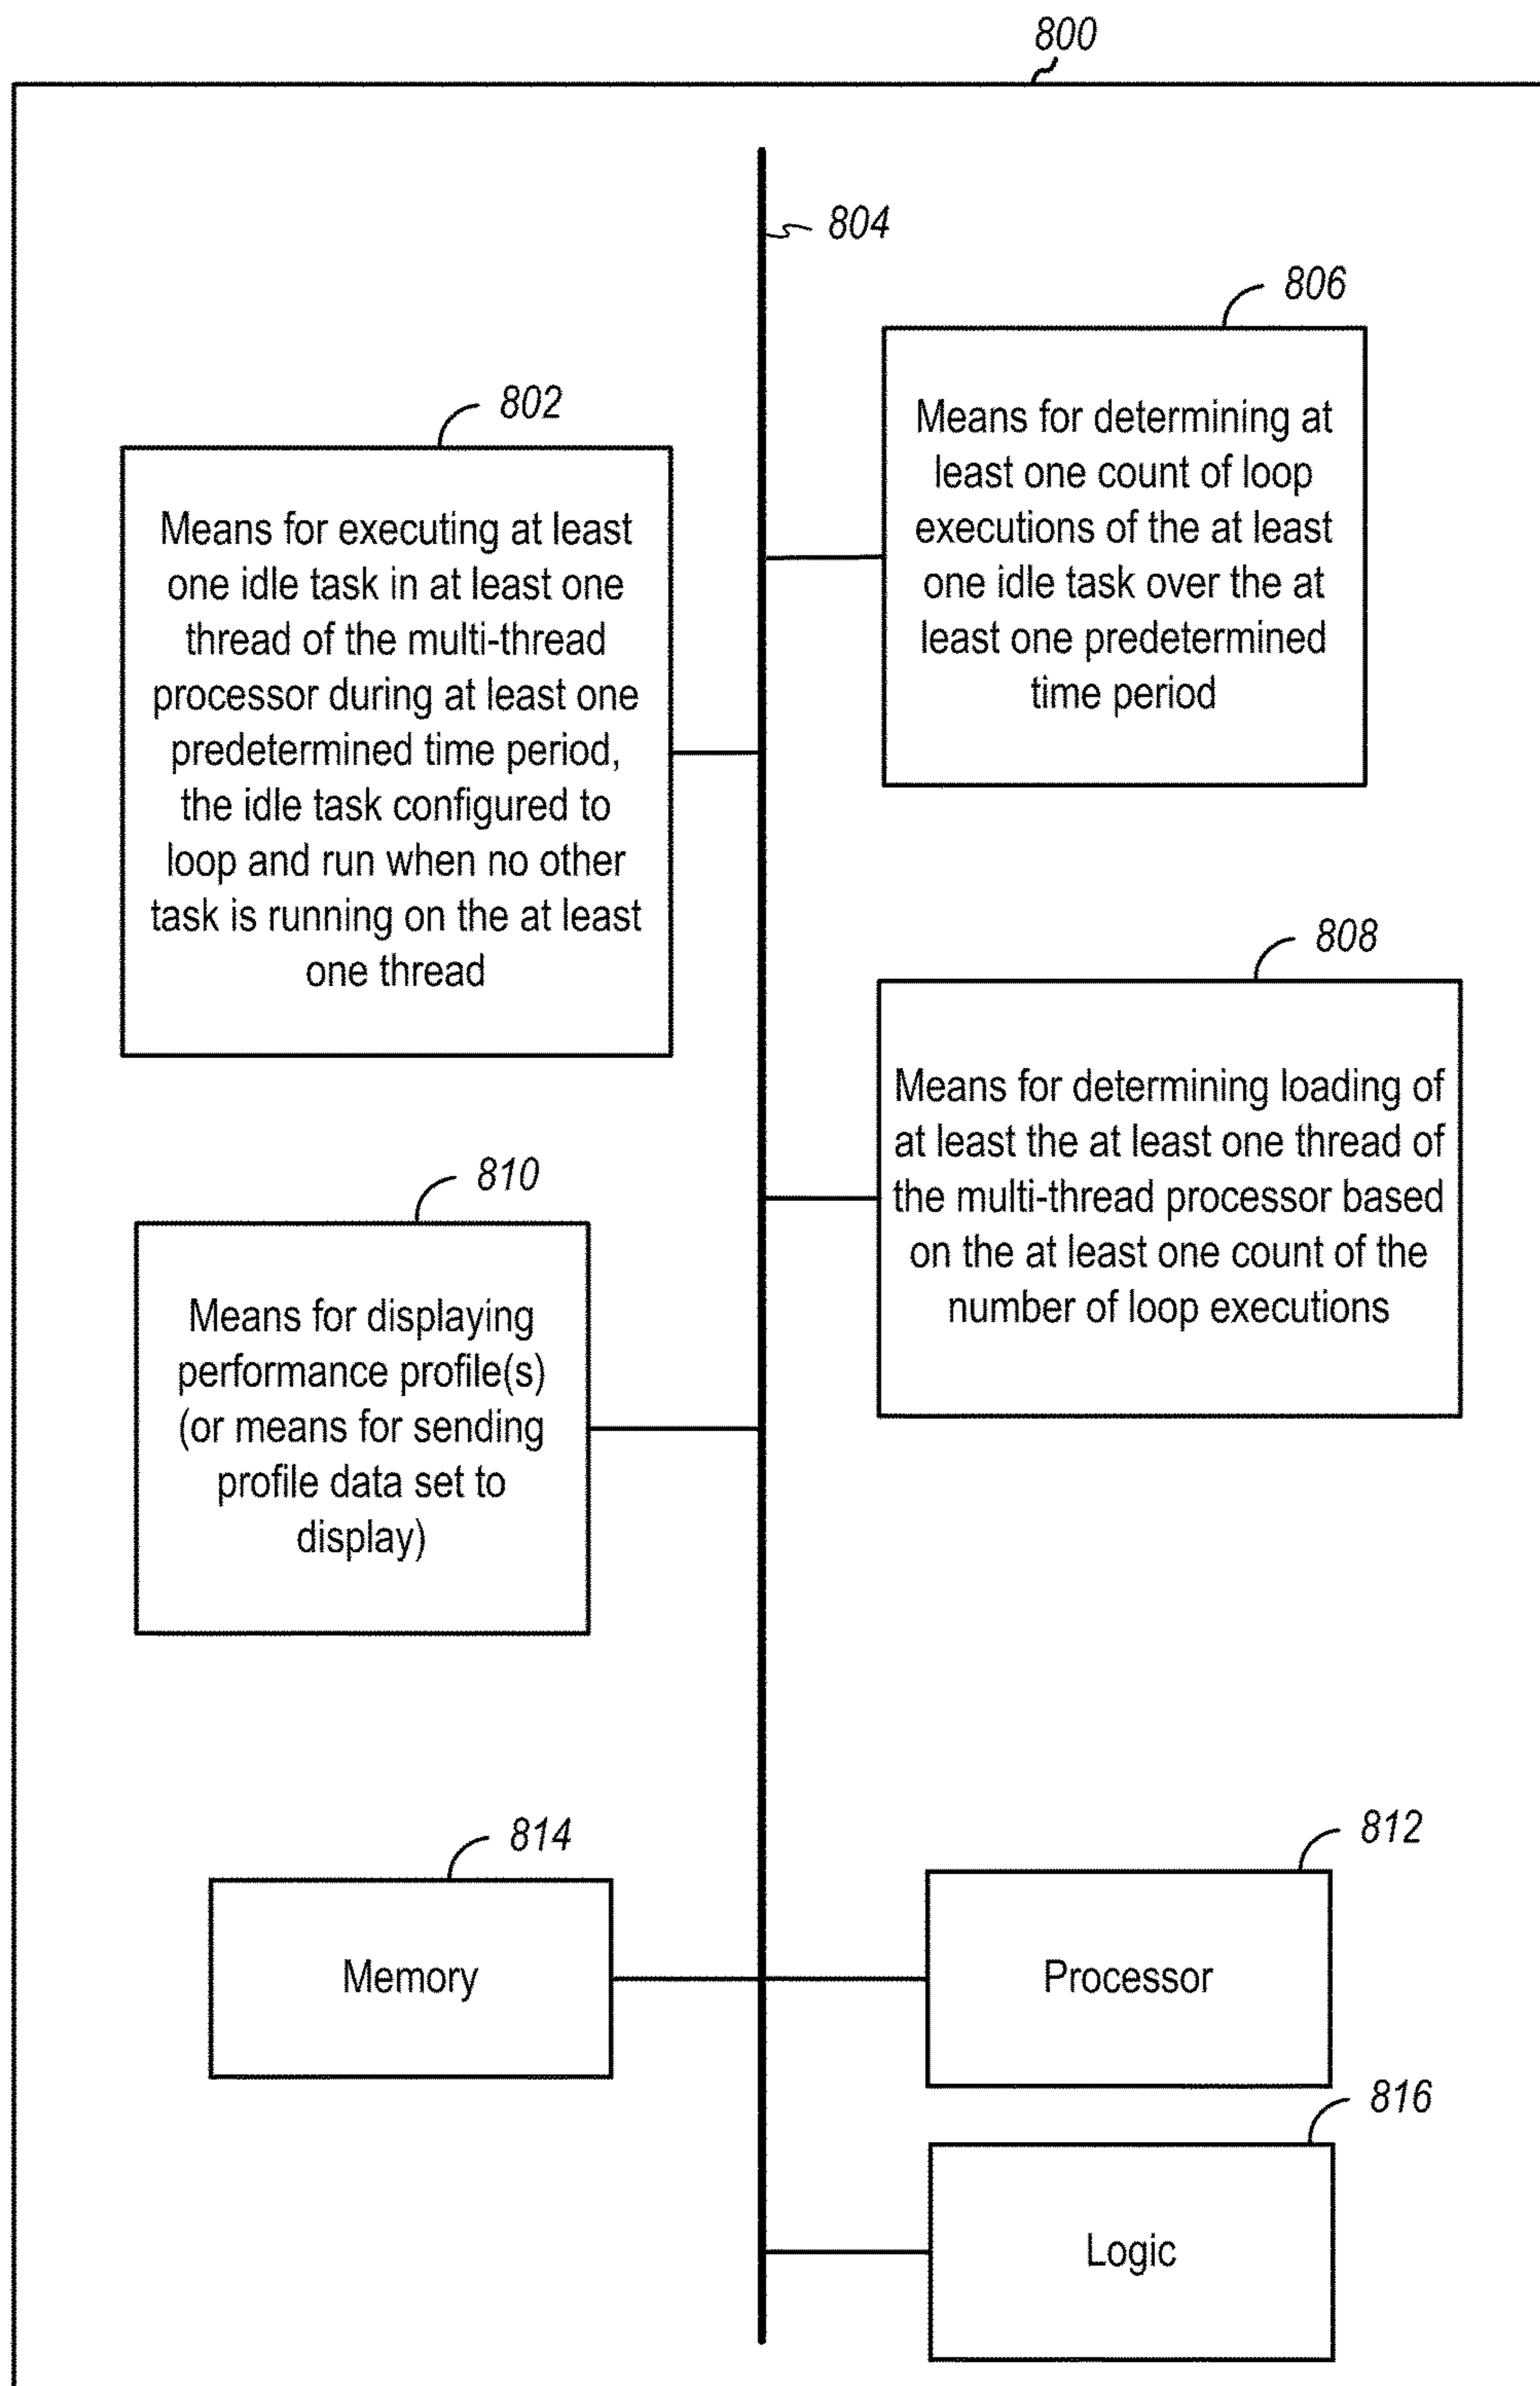 800
804
806
Means for determining at
least one count of loop
executions of the at least
one idle task over the at
least one predetermined
time period
802
Means for executing at least
one idle task in at least one
thread of the multi-thread
processor during at least one
predetermined time period,
the idle task configured to
loop and run when no other
task is running on the at least
one thread
808
Means for determining loading of
at least the at least one thread of
the multi-thread processor based
on the at least one count of the
number of loop executions
810
Means for displaying
performance profile(s)
(or means for sending
profile data set to
display)
814
Memory
812
Processor
816
Logic